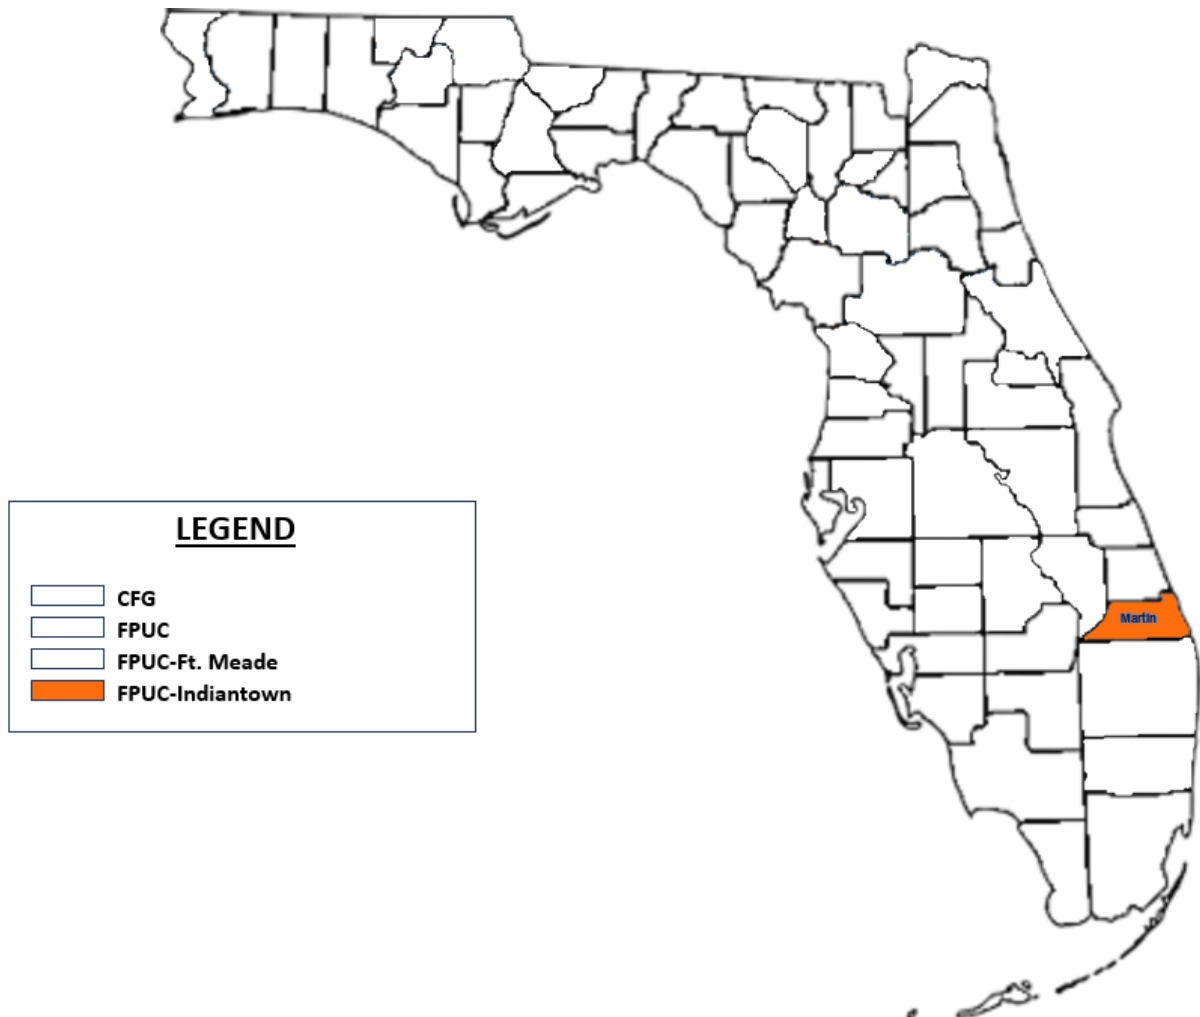 LEGEND
CFG
FPUC
FPUC-Ft. Meade
FPUC-Indiantown
Martin